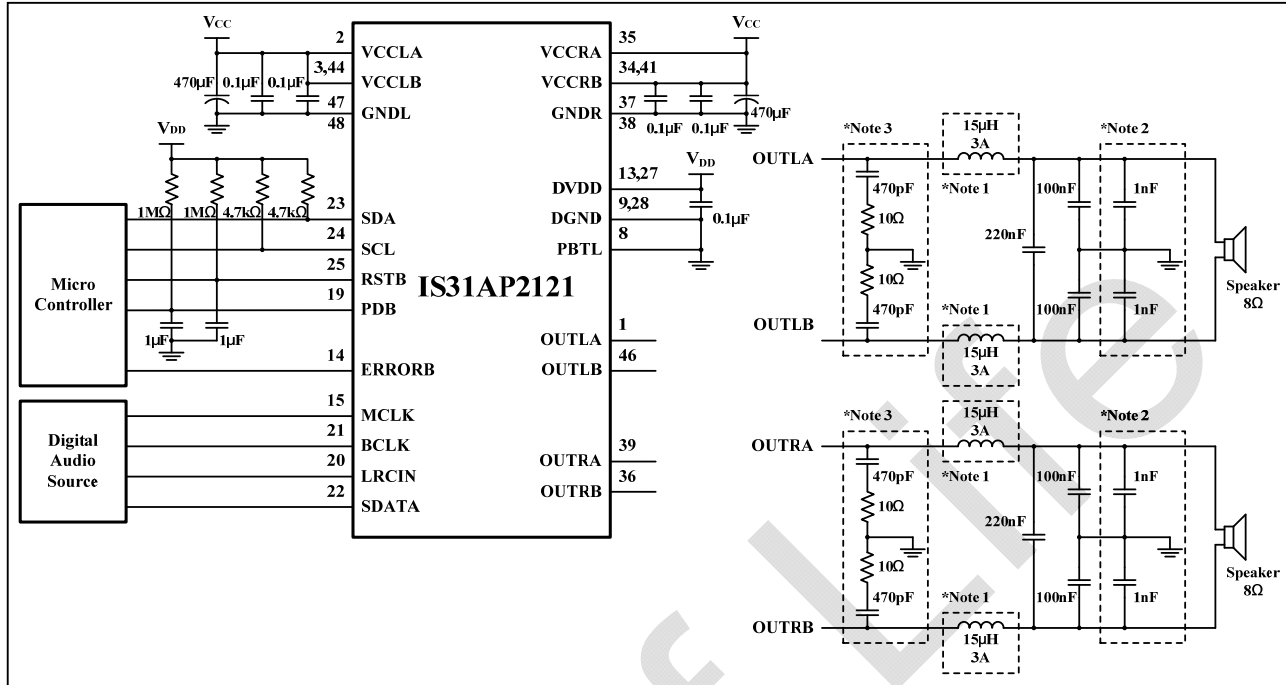 VCC
2
VCCLA
3,44
VCCLB
470µF
0.1µF
0.1µF
47
GNDL
48
VDD
1MΩ
1MΩ
4.7kΩ
4.7kΩ
23
SDA
24
SCL
25
RSTB
19
PDB
1µF
1µF
14
ERRORB
Micro
Controller
15
MCLK
21
BCLK
20
LRCIN
22
SDATA
Digital
Audio
Source
IS31AP2121
VCC
35
VCCRA
34,41
VCCRB
37
GNDR
38
0.1µF
0.1µF
470µF
VDD
13,27
DVDD
9,28
DGND
0.1µF
8
PBTL
1
OUTLA
46
OUTLB
39
OUTRA
36
OUTRB
*Note 3
15µH
3A
*Note 2
OUTLA
*Note 1
470pF
10Ω
10Ω
470pF
220nF
100nF
1nF
100nF
1nF
Speaker
8Ω
*Note 1
OUTLB
15µH
3A
*Note 3
15µH
3A
*Note 2
OUTRA
*Note 1
470pF
10Ω
10Ω
470pF
220nF
100nF
1nF
100nF
1nF
Speaker
8Ω
*Note 1
OUTRB
15µH
3A
f Life